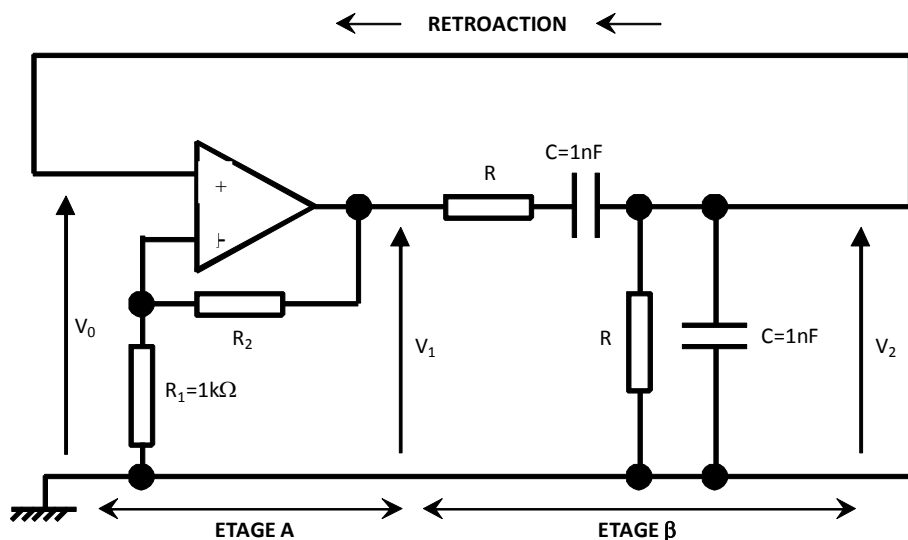 RETROACTION
C=1nF
R
+
-
V0
R2
V1
R
C=1nF
V2
R1=1kΩ
ETAGE A
ETAGE β